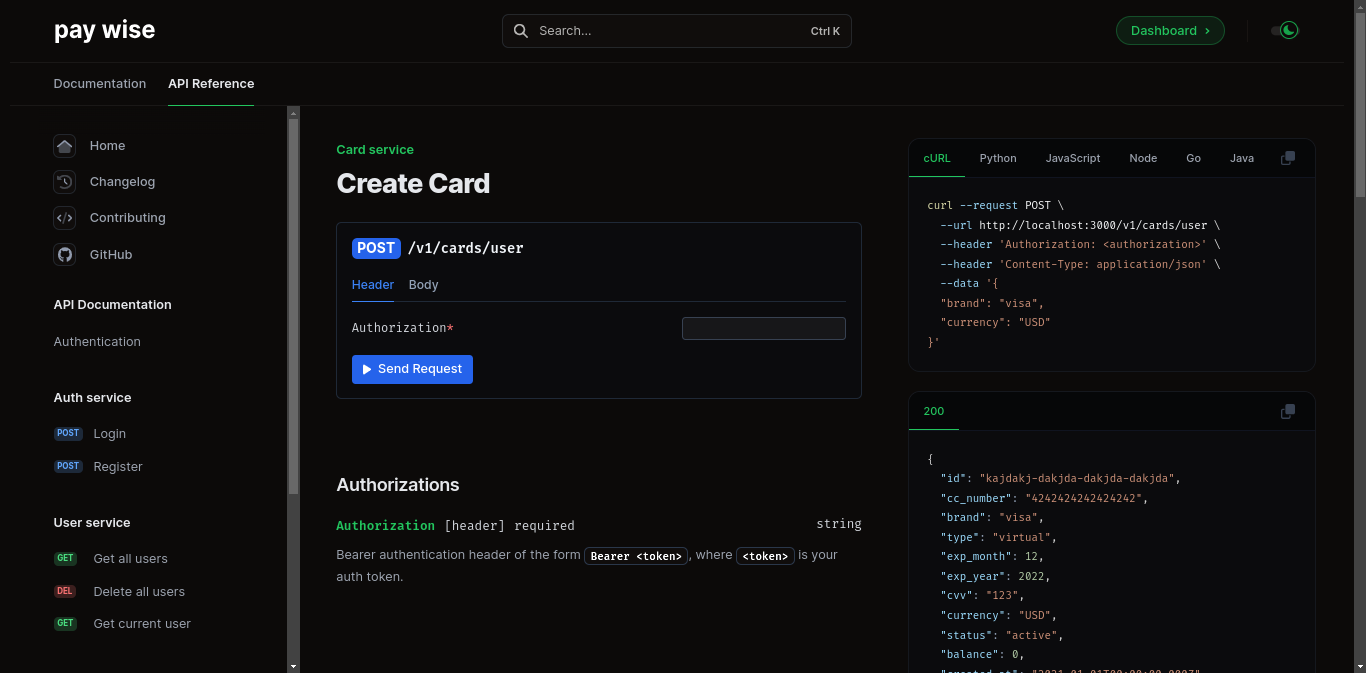 pay wise
Search...
Ctrl K
Dashboard
Documentation
API Reference
Home
Changelog
Contributing
GitHub
API Documentation
Authentication
Auth service
POST Login
POST Register
User service
GET Get all users
DEL Delete all users
GET Get current user
Card service
Create Card
POST /v1/cards/user
Header Body
Authorization*
Send Request
Authorizations
Authorization [header] required string
Bearer authentication header of the form Bearer <token>, where <token> is your
auth token.
cURL Python JavaScript Node Go Java
curl --request POST \
--url http://localhost:3000/v1/cards/user \
--header 'Authorization: <authorization>' \
--header 'Content-Type: application/json' \
--data '{
"brand": "visa",
"currency": "USD"
}'
200
{
"id": "kajdakj-dakjda-dakjda-dakjda",
"cc_number": "4242424242424242",
"brand": "visa",
"type": "virtual",
"exp_month": 12,
"exp_year": 2022,
"cvv": "123",
"currency": "USD",
"status": "active",
"balance": 0,